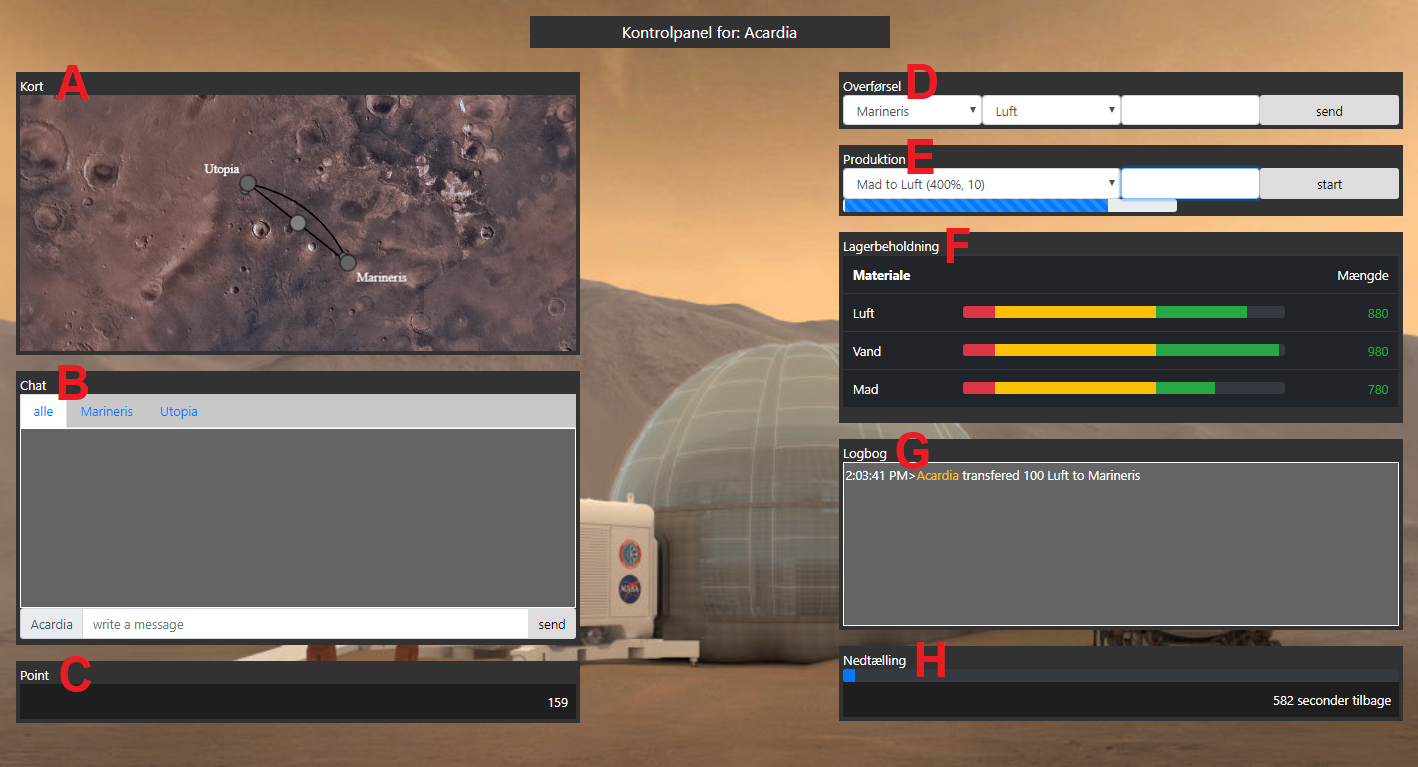 Kontrolpanel for: Acardia
Kort A
Utopia
Marineris
Chat B
alle Marineris Utopia
Acardia write a message send
Point C
159
Overførsel D
Marineris Luft send
Produktion E
Mad to Luft (400%, 10) start
Lagerbeholdning F
Materiale Mængde
Luft 880
Vand 980
Mad 780
Logbog G
2:03:41 PM>Acardia transfered 100 Luft to Marineris
Nedtælling H
582 seconder tilbage
NASA